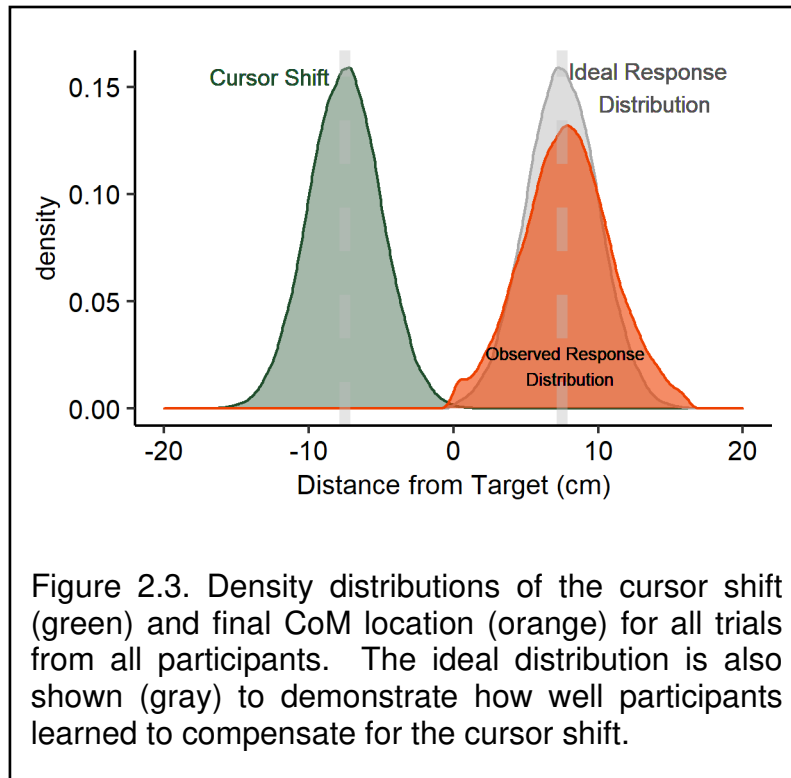 Cursor Shift
Ideal Response
Distribution
0.15
0.10
0.05
0.00
density
Observed Response
Distribution
-20
-10
0
10
20
Distance from Target (cm)
Figure 2.3. Density distributions of the cursor shift
(green) and final CoM location (orange) for all trials
from all participants. The ideal distribution is also
shown (gray) to demonstrate how well participants
learned to compensate for the cursor shift.